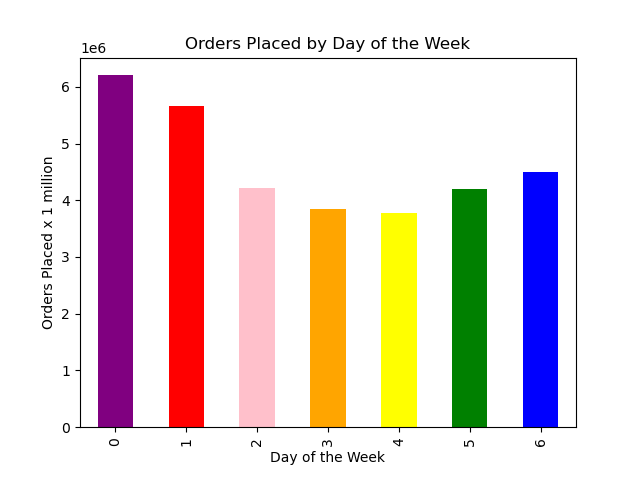 Orders Placed by Day of the Week
1e6
6
5
4
3
2
1
0
Orders Placed x 1 million
0 1 2 3 4 5 6
Day of the Week